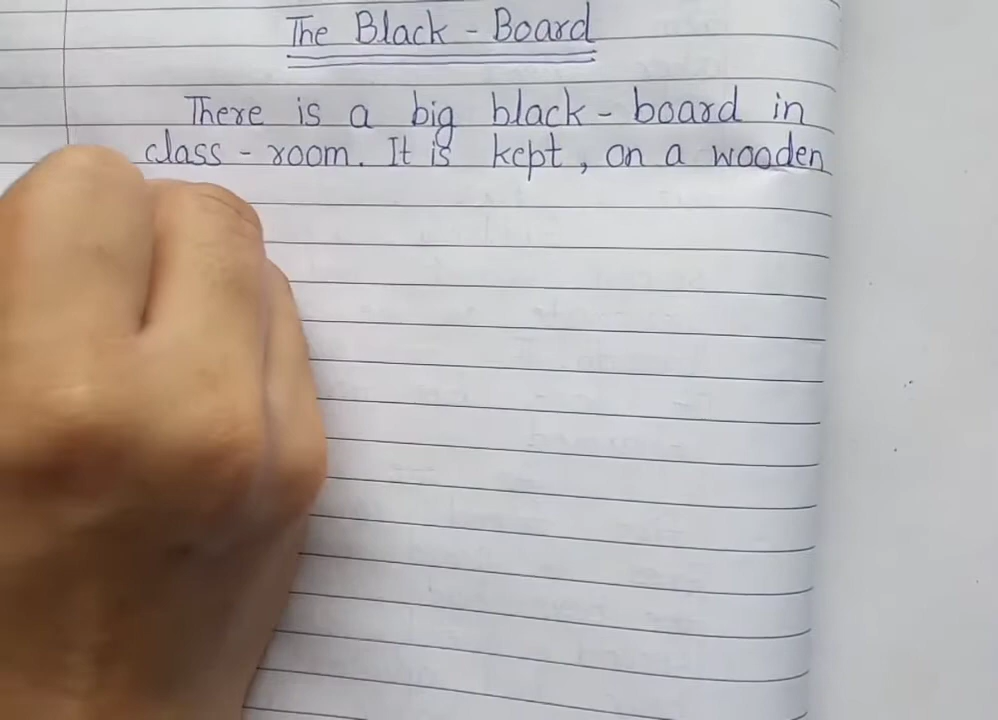 The Black - Board
There is a big black - board in
class - room. It is kept, on a wooden